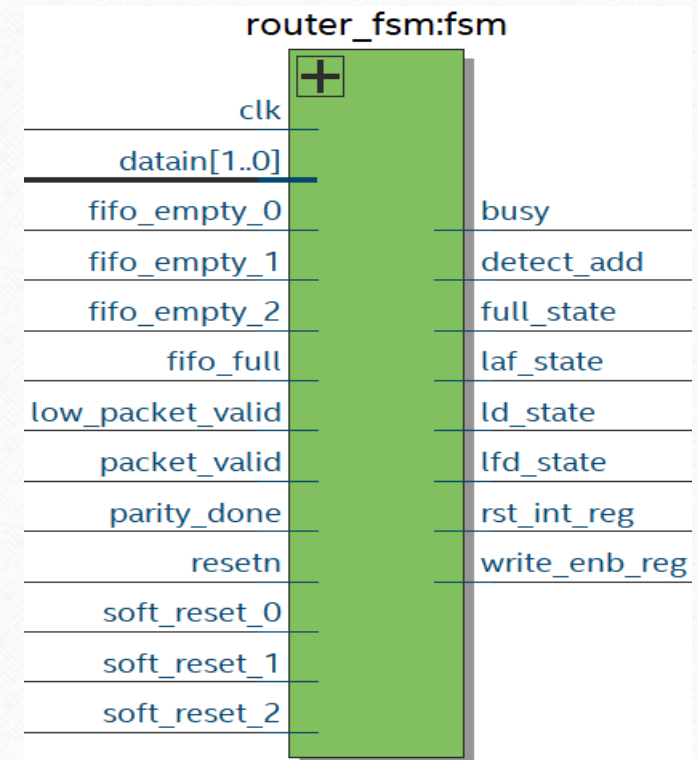 router_fsm:fsm
clk
datain[1..0]
fifo_empty_0
fifo_empty_1
fifo_empty_2
fifo_full
low_packet_valid
packet_valid
parity_done
resetn
soft_reset_0
soft_reset_1
soft_reset_2
busy
detect_add
full_state
laf_state
ld_state
lfd_state
rst_int_reg
write_enb_reg